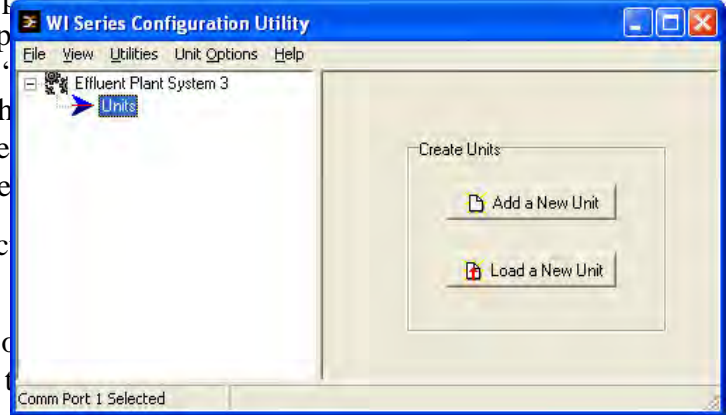 WI Series Configuration Utility
File View Utilities Unit Options Help
Effluent Plant System 3
Units
Create Units
Add a New Unit
Load a New Unit
Comm Port 1 Selected